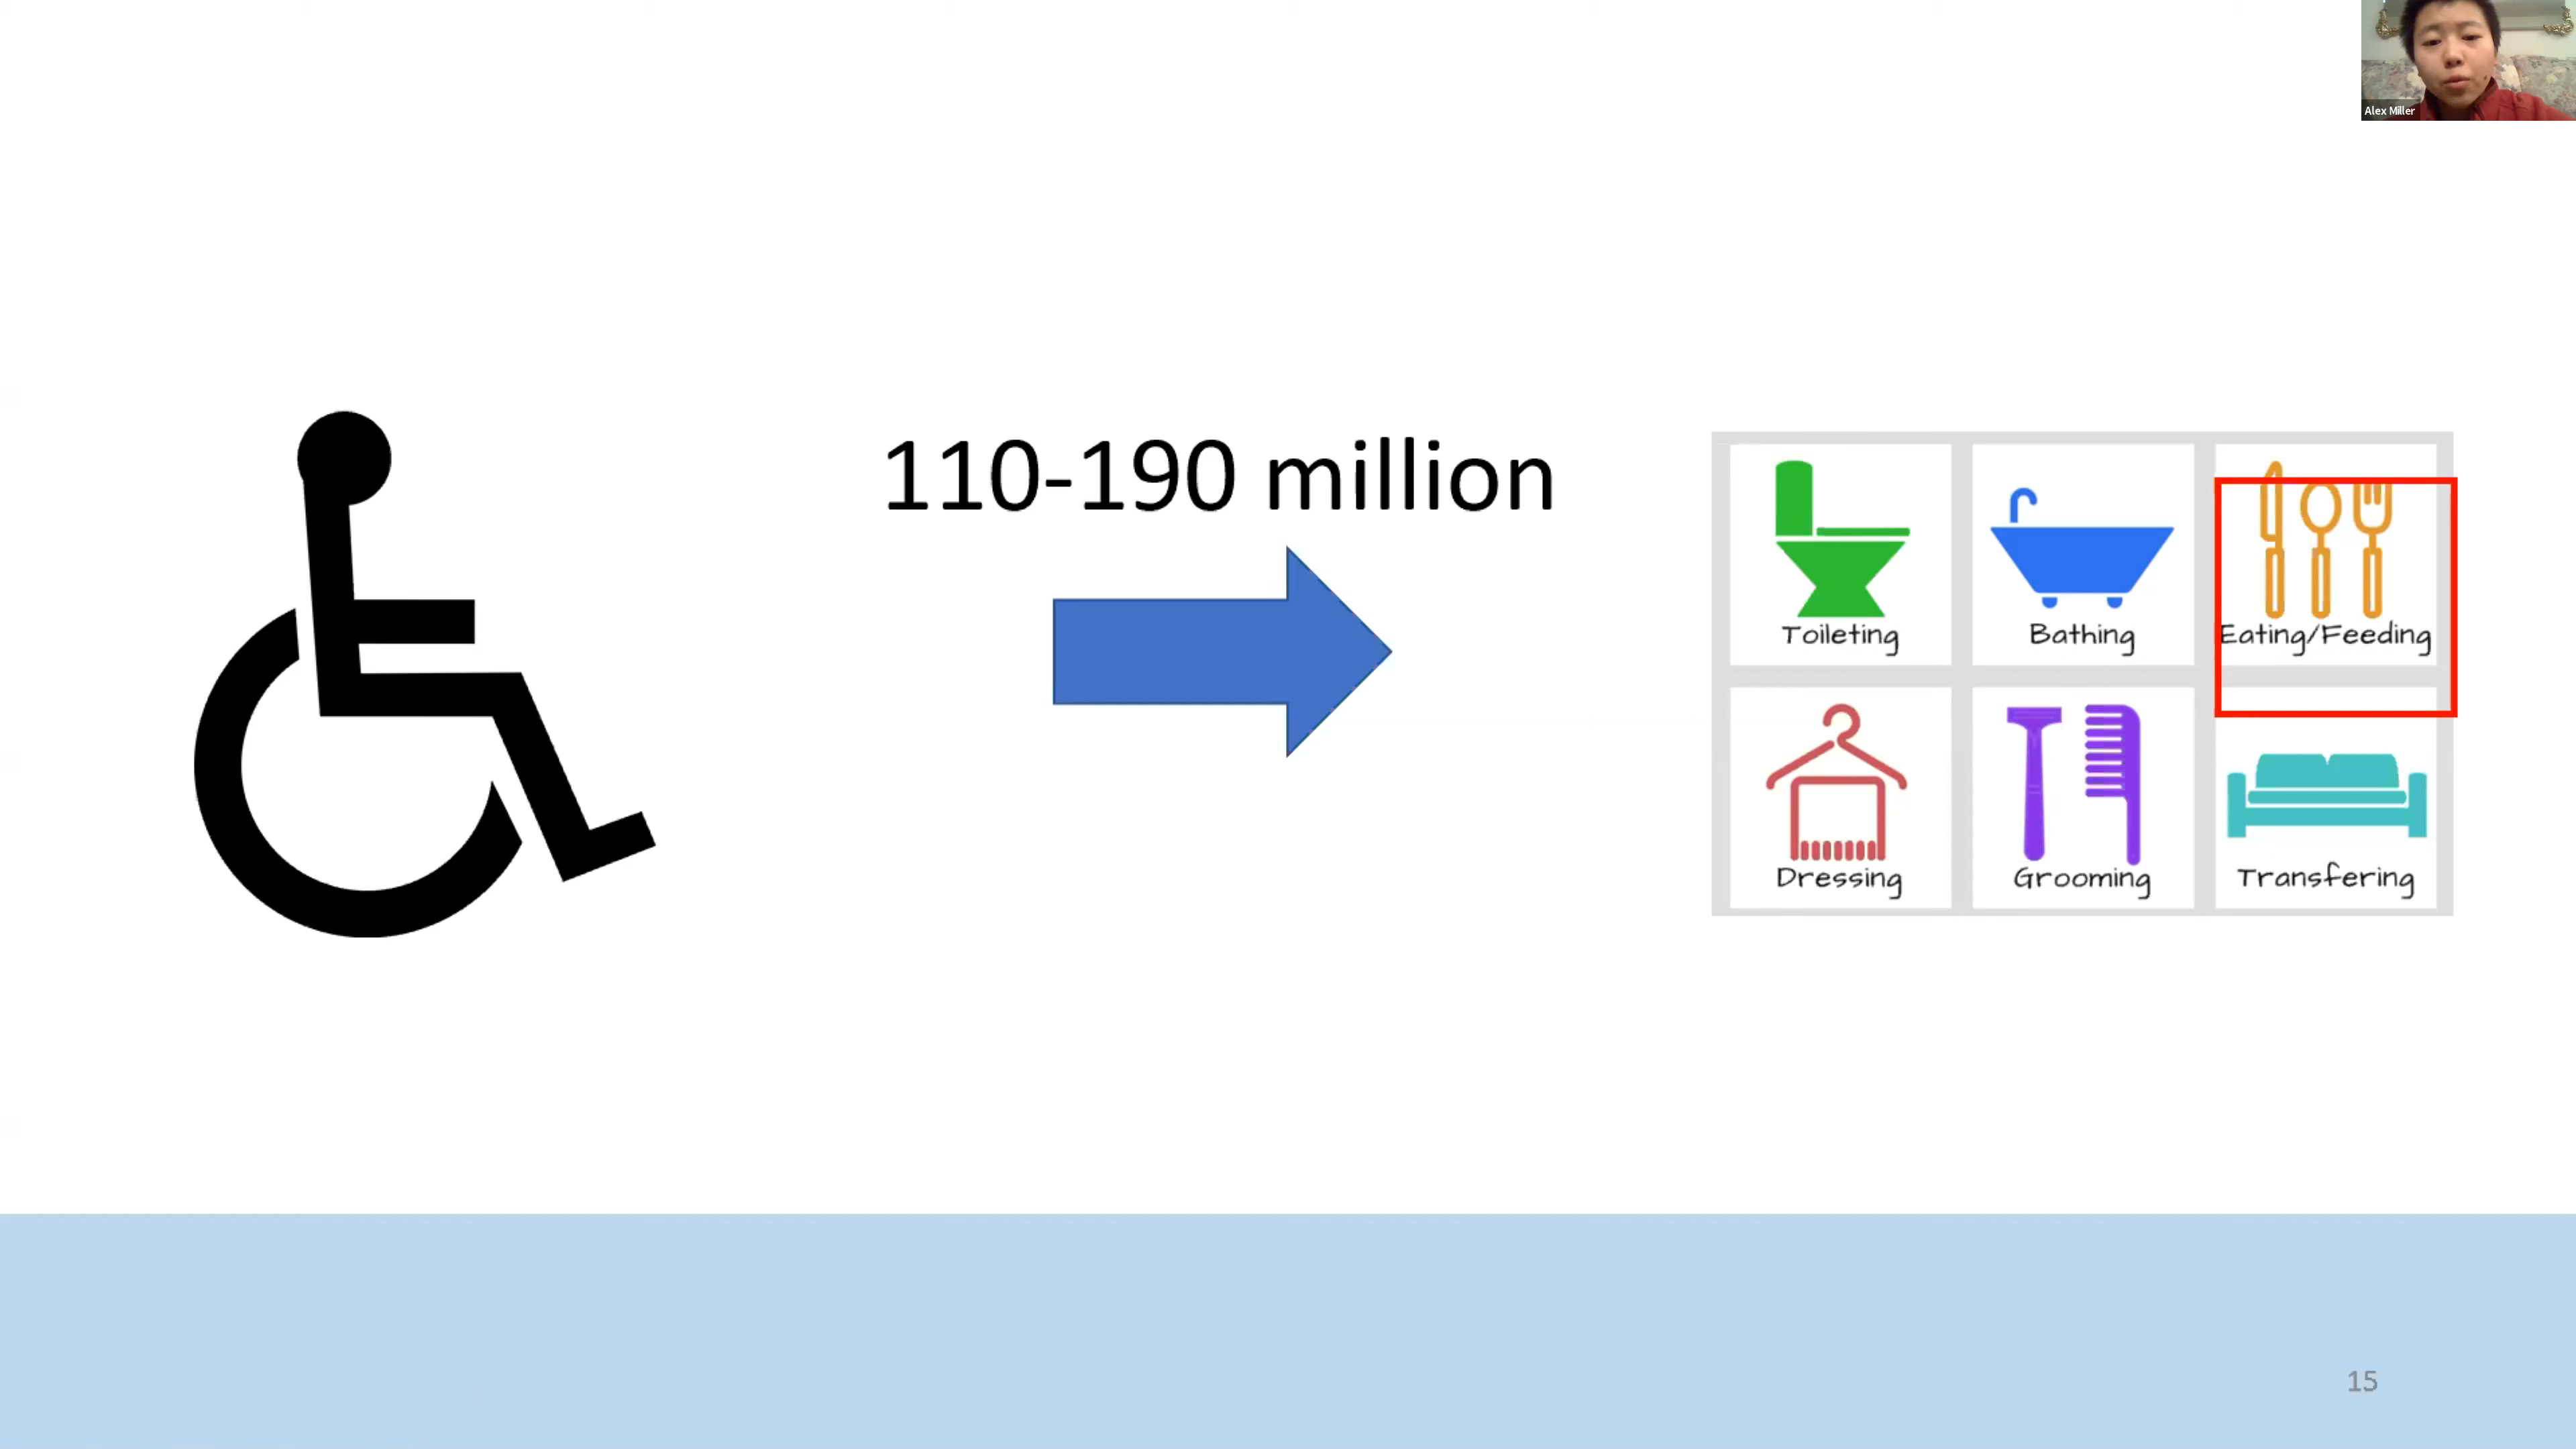 Alex Miller
110-190 million
Toileting
Bathing
Eating/Feeding
Dressing
Grooming
Transfering
15